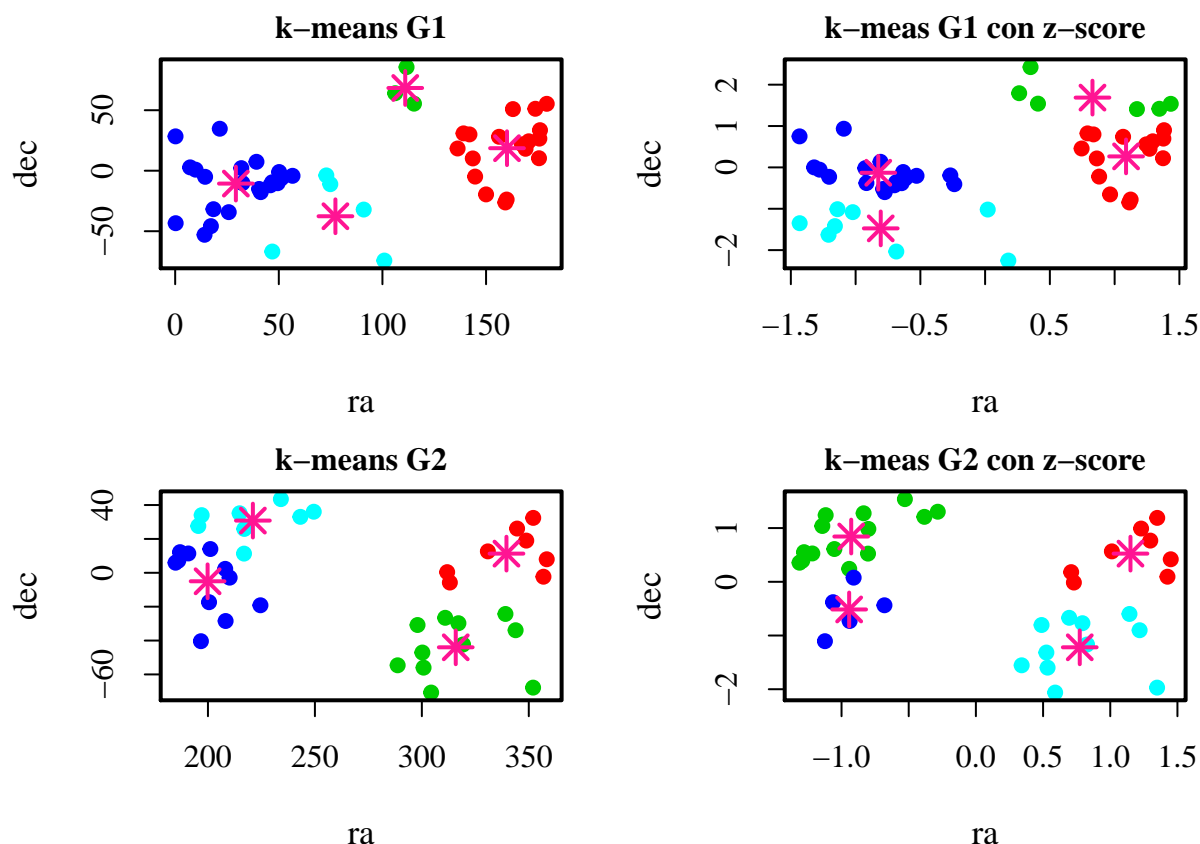 k−means G1
dec
50
0
−50
0 50 100 150
ra
k−meas G1 con z−score
dec
2
1
0
−2
−1.5 −0.5 0.5 1.5
ra
k−means G2
dec
40
0
−60
200 250 300 350
ra
k−meas G2 con z−score
dec
1
0
−2
−1.0 0.0 0.5 1.0 1.5
ra